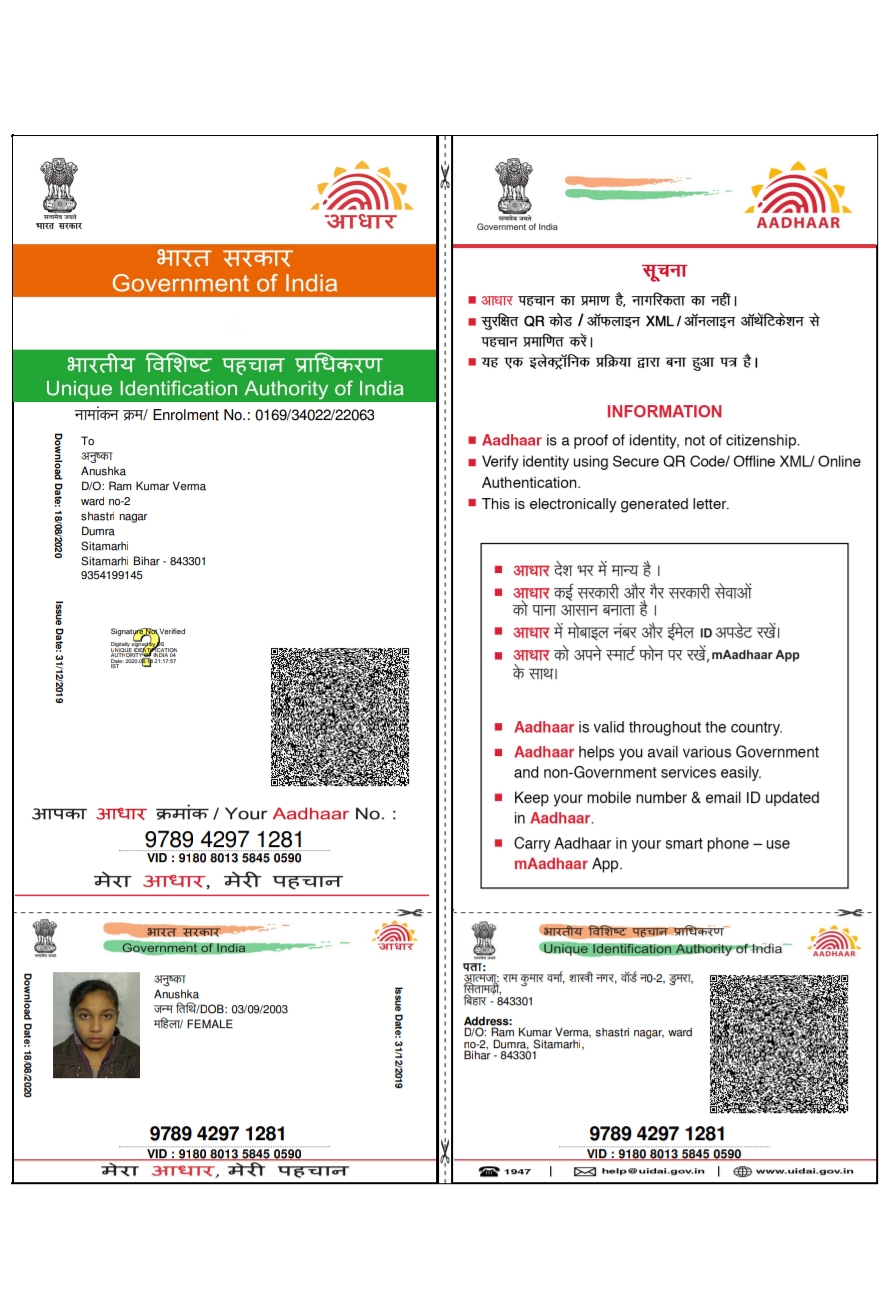 सत्यमेव जयते
भारत सरकार
आधार
भारत सरकार
Government of India
भारतीय विशिष्ट पहचान प्राधिकरण
Unique Identification Authority of India
नामांकन क्रम/ Enrolment No.: 0169/34022/22063
Download Date: 18/08/2020
To
अनुष्का
Anushka
D/O: Ram Kumar Verma
ward no-2
shastri nagar
Dumra
Sitamarhi
Sitamarhi Bihar - 843301
9354199145
Issue Date: 31/12/2019
Signature Not Verified
Digitally signed by DS
UNIQUE IDENTIFICATION
AUTHORITY OF INDIA 04
Date: 2020.08.18 21:17:57
IST
?
आपका आधार क्रमांक / Your Aadhaar No. :
9789 4297 1281
VID : 9180 8013 5845 0590
मेरा आधार, मेरी पहचान
सत्यमेव जयते
Government of India
AADHAAR
सूचना
आधार पहचान का प्रमाण है, नागरिकता का नहीं।
सुरक्षित QR कोड / ऑफलाइन XML / ऑनलाइन ऑथेंटिकेशन से
पहचान प्रमाणित करें।
यह एक इलेक्ट्रॉनिक प्रक्रिया द्वारा बना हुआ पत्र है।
INFORMATION
Aadhaar is a proof of identity, not of citizenship.
Verify identity using Secure QR Code/ Offline XML/ Online
Authentication.
This is electronically generated letter.
आधार देश भर में मान्य है ।
आधार कई सरकारी और गैर सरकारी सेवाओं
को पाना आसान बनाता है ।
आधार में मोबाइल नंबर और ईमेल ID अपडेट रखें।
आधार को अपने स्मार्ट फोन पर रखें, mAadhaar App
के साथ।
Aadhaar is valid throughout the country.
Aadhaar helps you avail various Government
and non-Government services easily.
Keep your mobile number & email ID updated
in Aadhaar.
Carry Aadhaar in your smart phone – use
mAadhaar App.
भारत सरकार
Government of India
आधार
Download Date: 18/08/2020
अनुष्का
Anushka
जन्म तिथि/DOB: 03/09/2003
महिला/ FEMALE
Issue Date: 31/12/2019
9789 4297 1281
VID : 9180 8013 5845 0590
मेरा आधार, मेरी पहचान
भारतीय विशिष्ट पहचान प्राधिकरण
Unique Identification Authority of India
AADHAAR
पता:
आत्मजा: राम कुमार वर्मा, शास्त्री नगर, वॉर्ड न0-2, डुमरा,
सितामढ़ी,
बिहार - 843301
Address:
D/O: Ram Kumar Verma, shastri nagar, ward
no-2, Dumra, Sitamarhi,
Bihar - 843301
9789 4297 1281
VID : 9180 8013 5845 0590
1947 | help@uidai.gov.in | www.uidai.gov.in